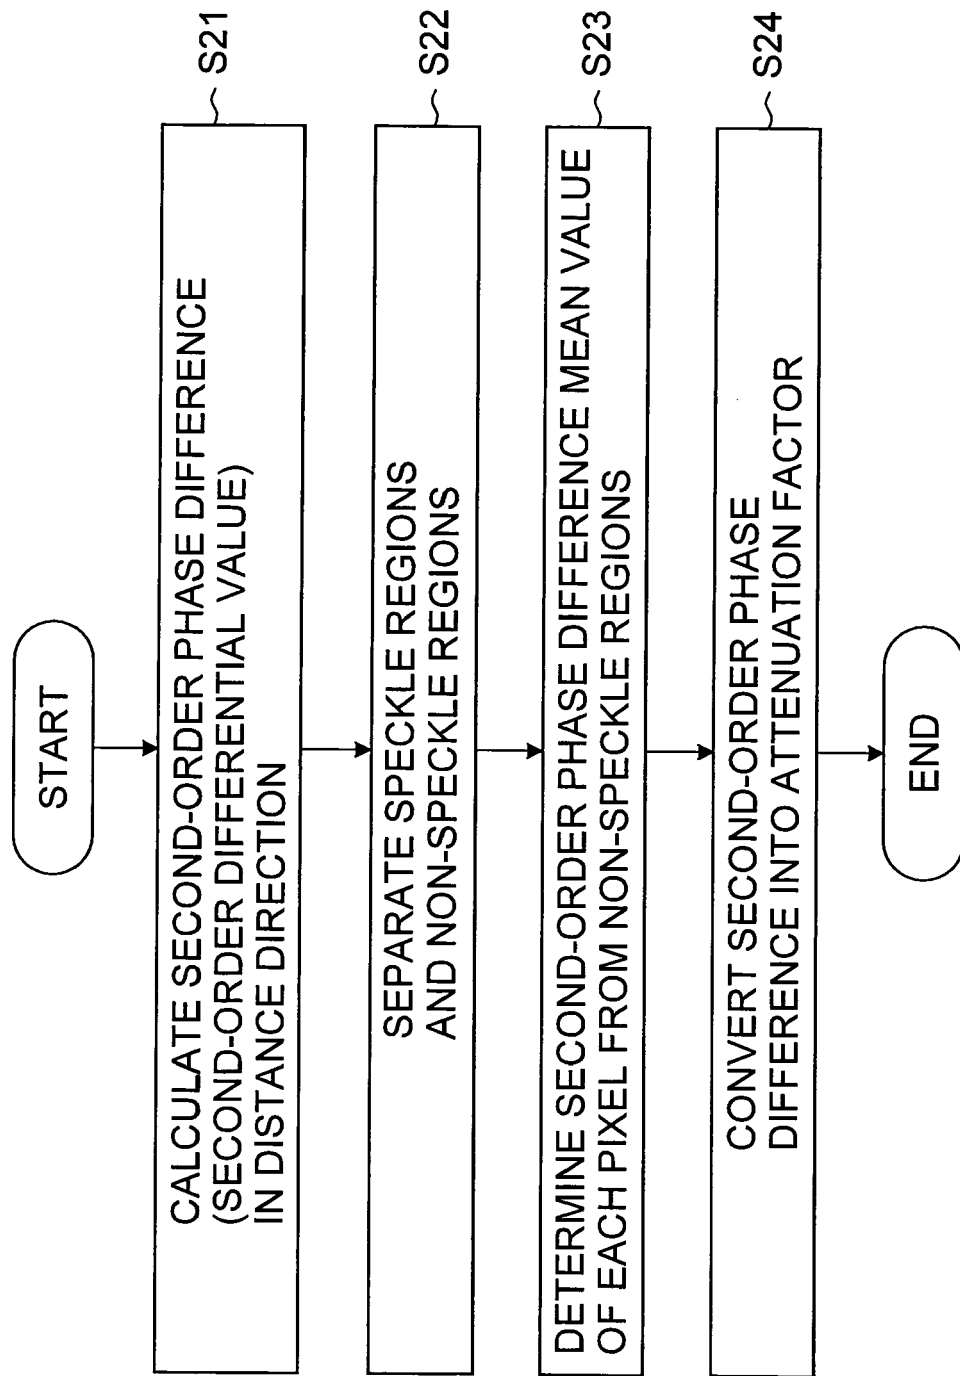 START
S21
CALCULATE SECOND-ORDER PHASE DIFFERENCE
(SECOND-ORDER DIFFERENTIAL VALUE)
IN DISTANCE DIRECTION
S22
SEPARATE SPECKLE REGIONS
AND NON-SPECKLE REGIONS
S23
DETERMINE SECOND-ORDER PHASE DIFFERENCE MEAN VALUE
OF EACH PIXEL FROM NON-SPECKLE REGIONS
S24
CONVERT SECOND-ORDER PHASE
DIFFERENCE INTO ATTENUATION FACTOR
END